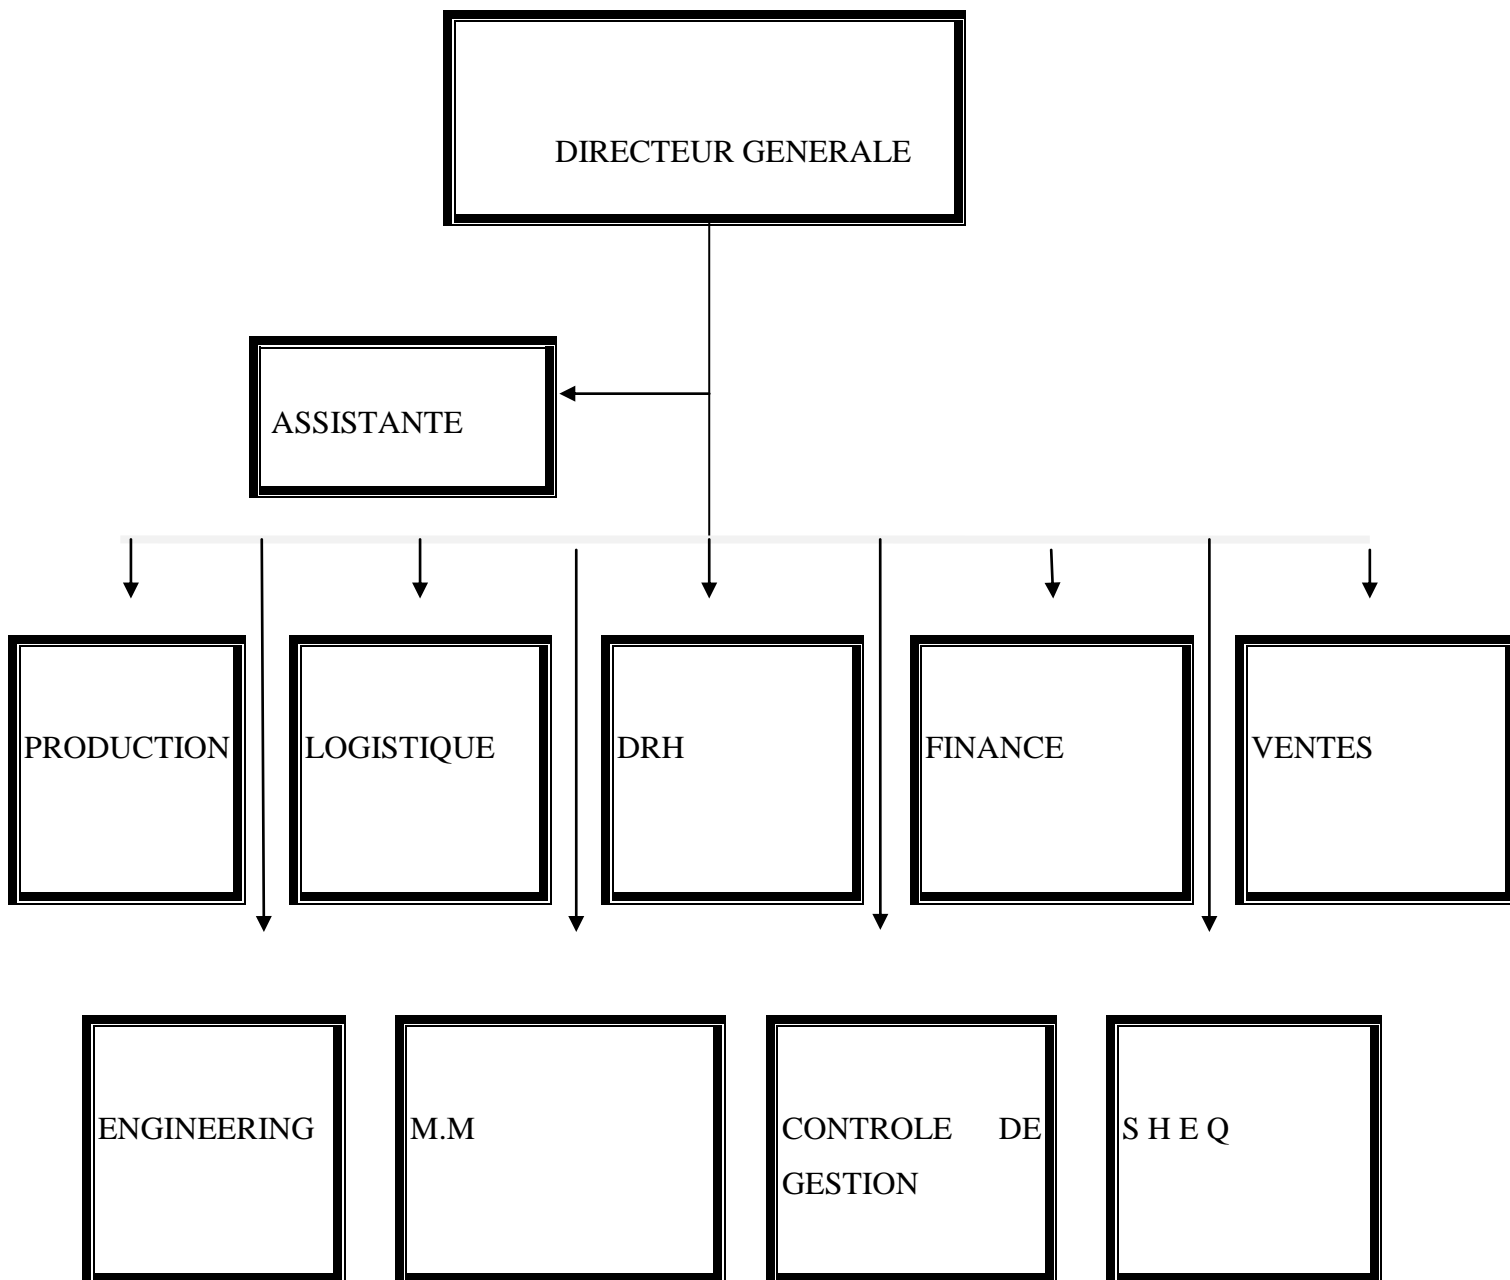 DIRECTEUR GENERALE
ASSISTANTE
PRODUCTION
LOGISTIQUE
DRH
FINANCE
VENTES
ENGINEERING
M.M
CONTROLE DE
GESTION
S H E Q